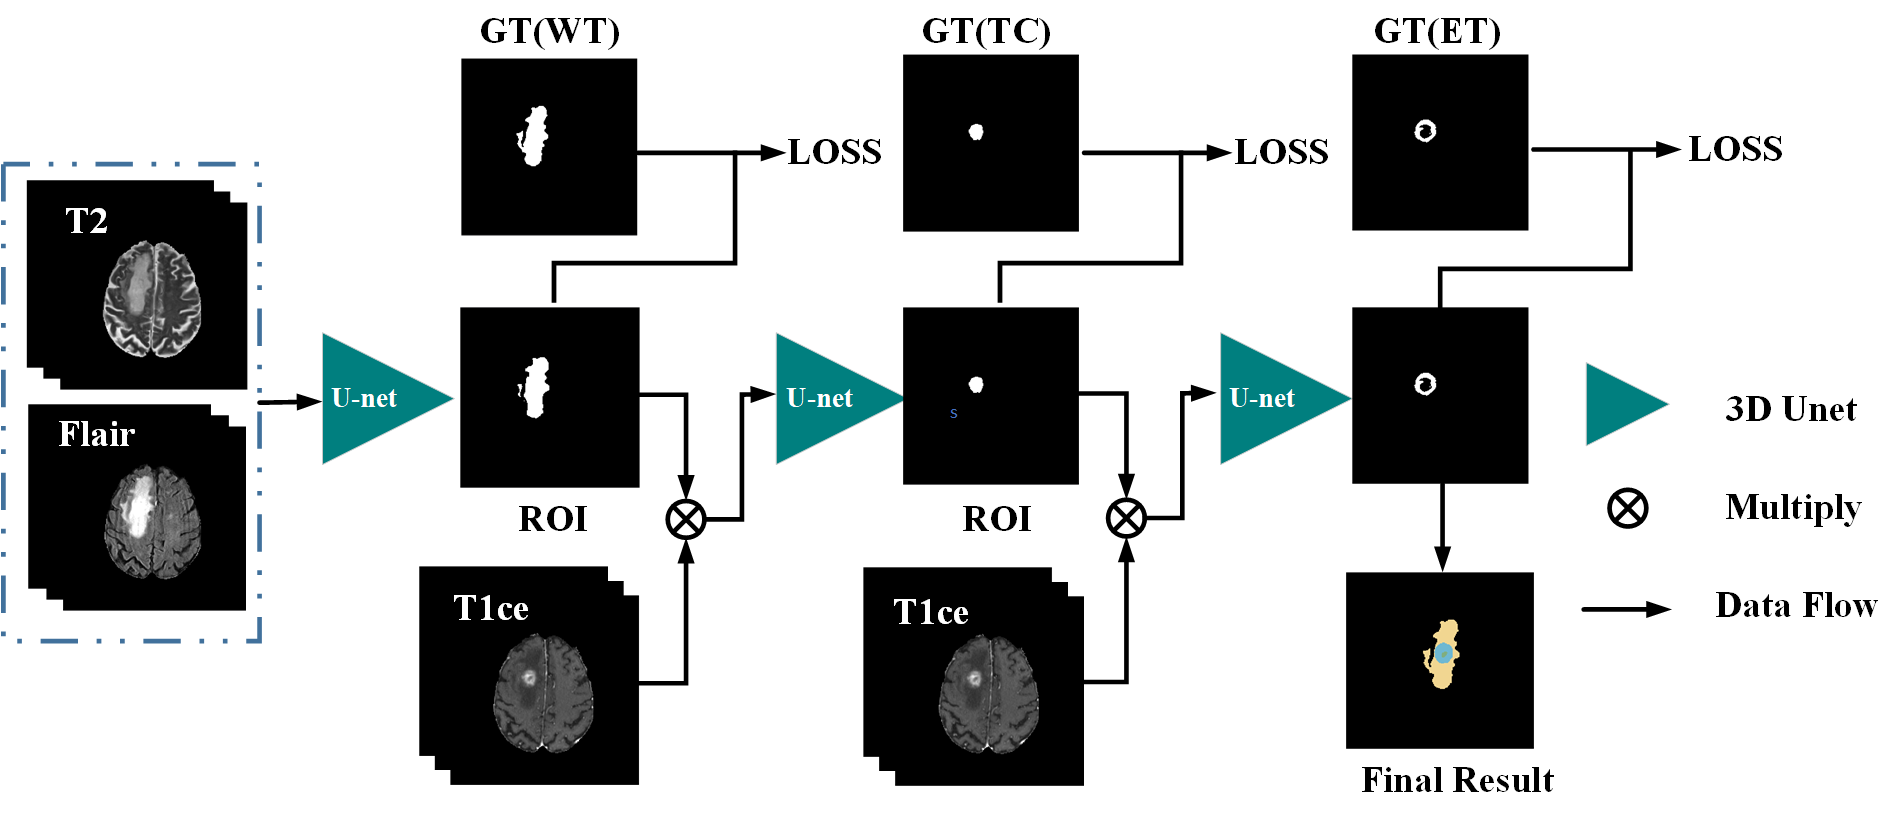 GT(WT)
GT(TC)
GT(ET)
LOSS
LOSS
LOSS
T2
Flair
U-net
U-net
U-net
S
ROI
ROI
T1ce
T1ce
3D Unet
Multiply
Data Flow
Final Result